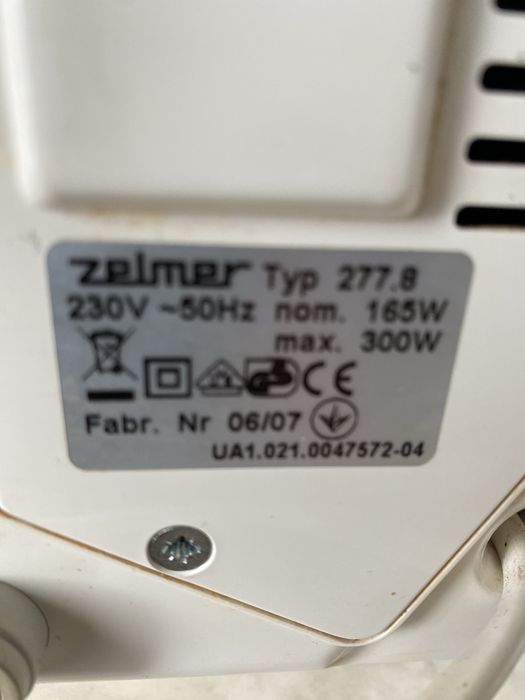 zelmer Typ 277.8
230V ~50Hz nom. 165W
max. 300W
CE
Fabr. Nr 06/07
UA1.021.0047572-04